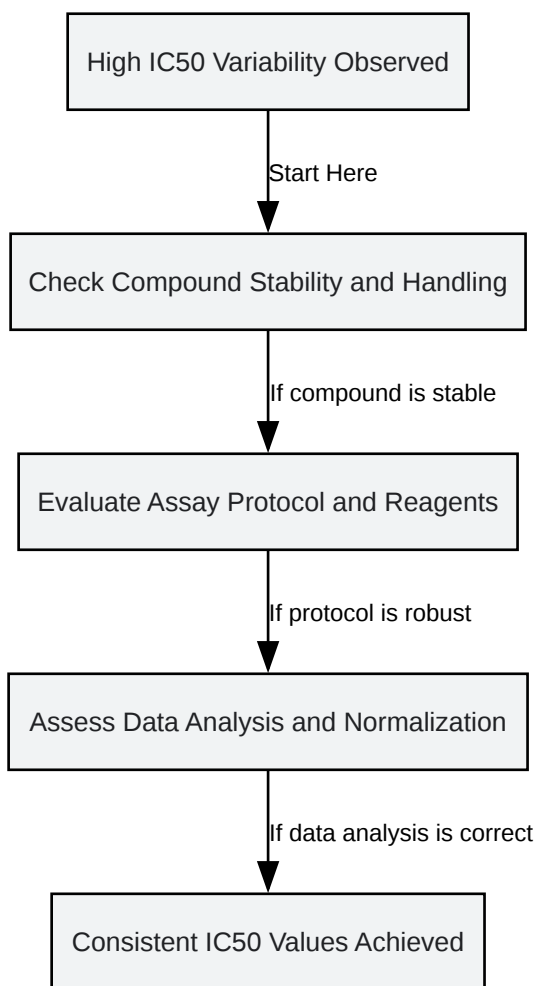 High IC50 Variability Observed
Start Here
Check Compound Stability and Handling
If compound is stable
Evaluate Assay Protocol and Reagents
If protocol is robust
Assess Data Analysis and Normalization
If data analysis is correct
Consistent IC50 Values Achieved